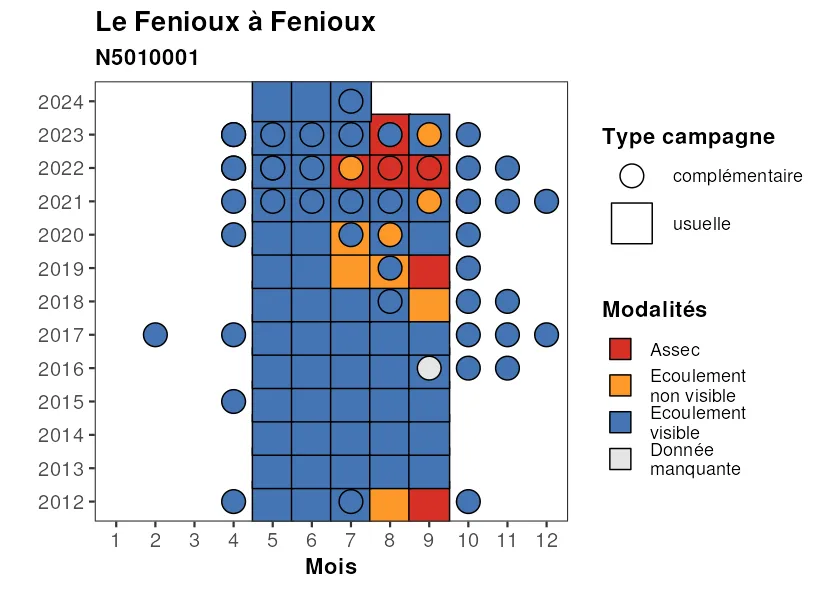 Le Fenioux à Fenioux
N5010001
2024
2023
2022
2021
2020
2019
2018
2017
2016
2015
2014
2013
2012
1 2 3 4 5 6 7 8 9 10 11 12
Mois
Type campagne
complémentaire
usuelle
Modalités
Assec
Ecoulement
non visible
Ecoulement
visible
Donnée
manquante